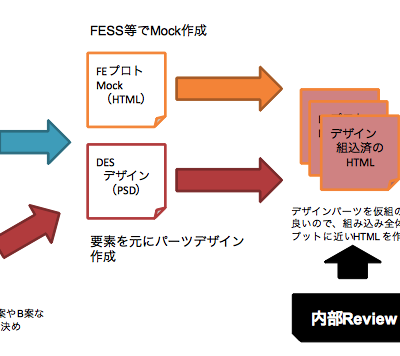 FESS等でMock作成
FEプロト
Mock
（HTML）
デザイン
組込済の
HTML
DES
デザイン
（PSD）
デザインパーツを仮組の
良いので、組み込み全体
プットに近いHTMLを作
要素を元にパーツデザイン
作成
内部Review
案やB案な
決め